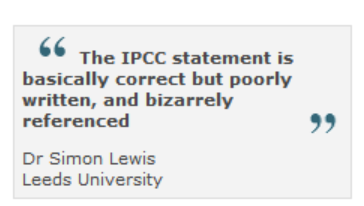 “ The IPCC statement is
basically correct but poorly
written, and bizarrely
referenced ”
Dr Simon Lewis
Leeds University